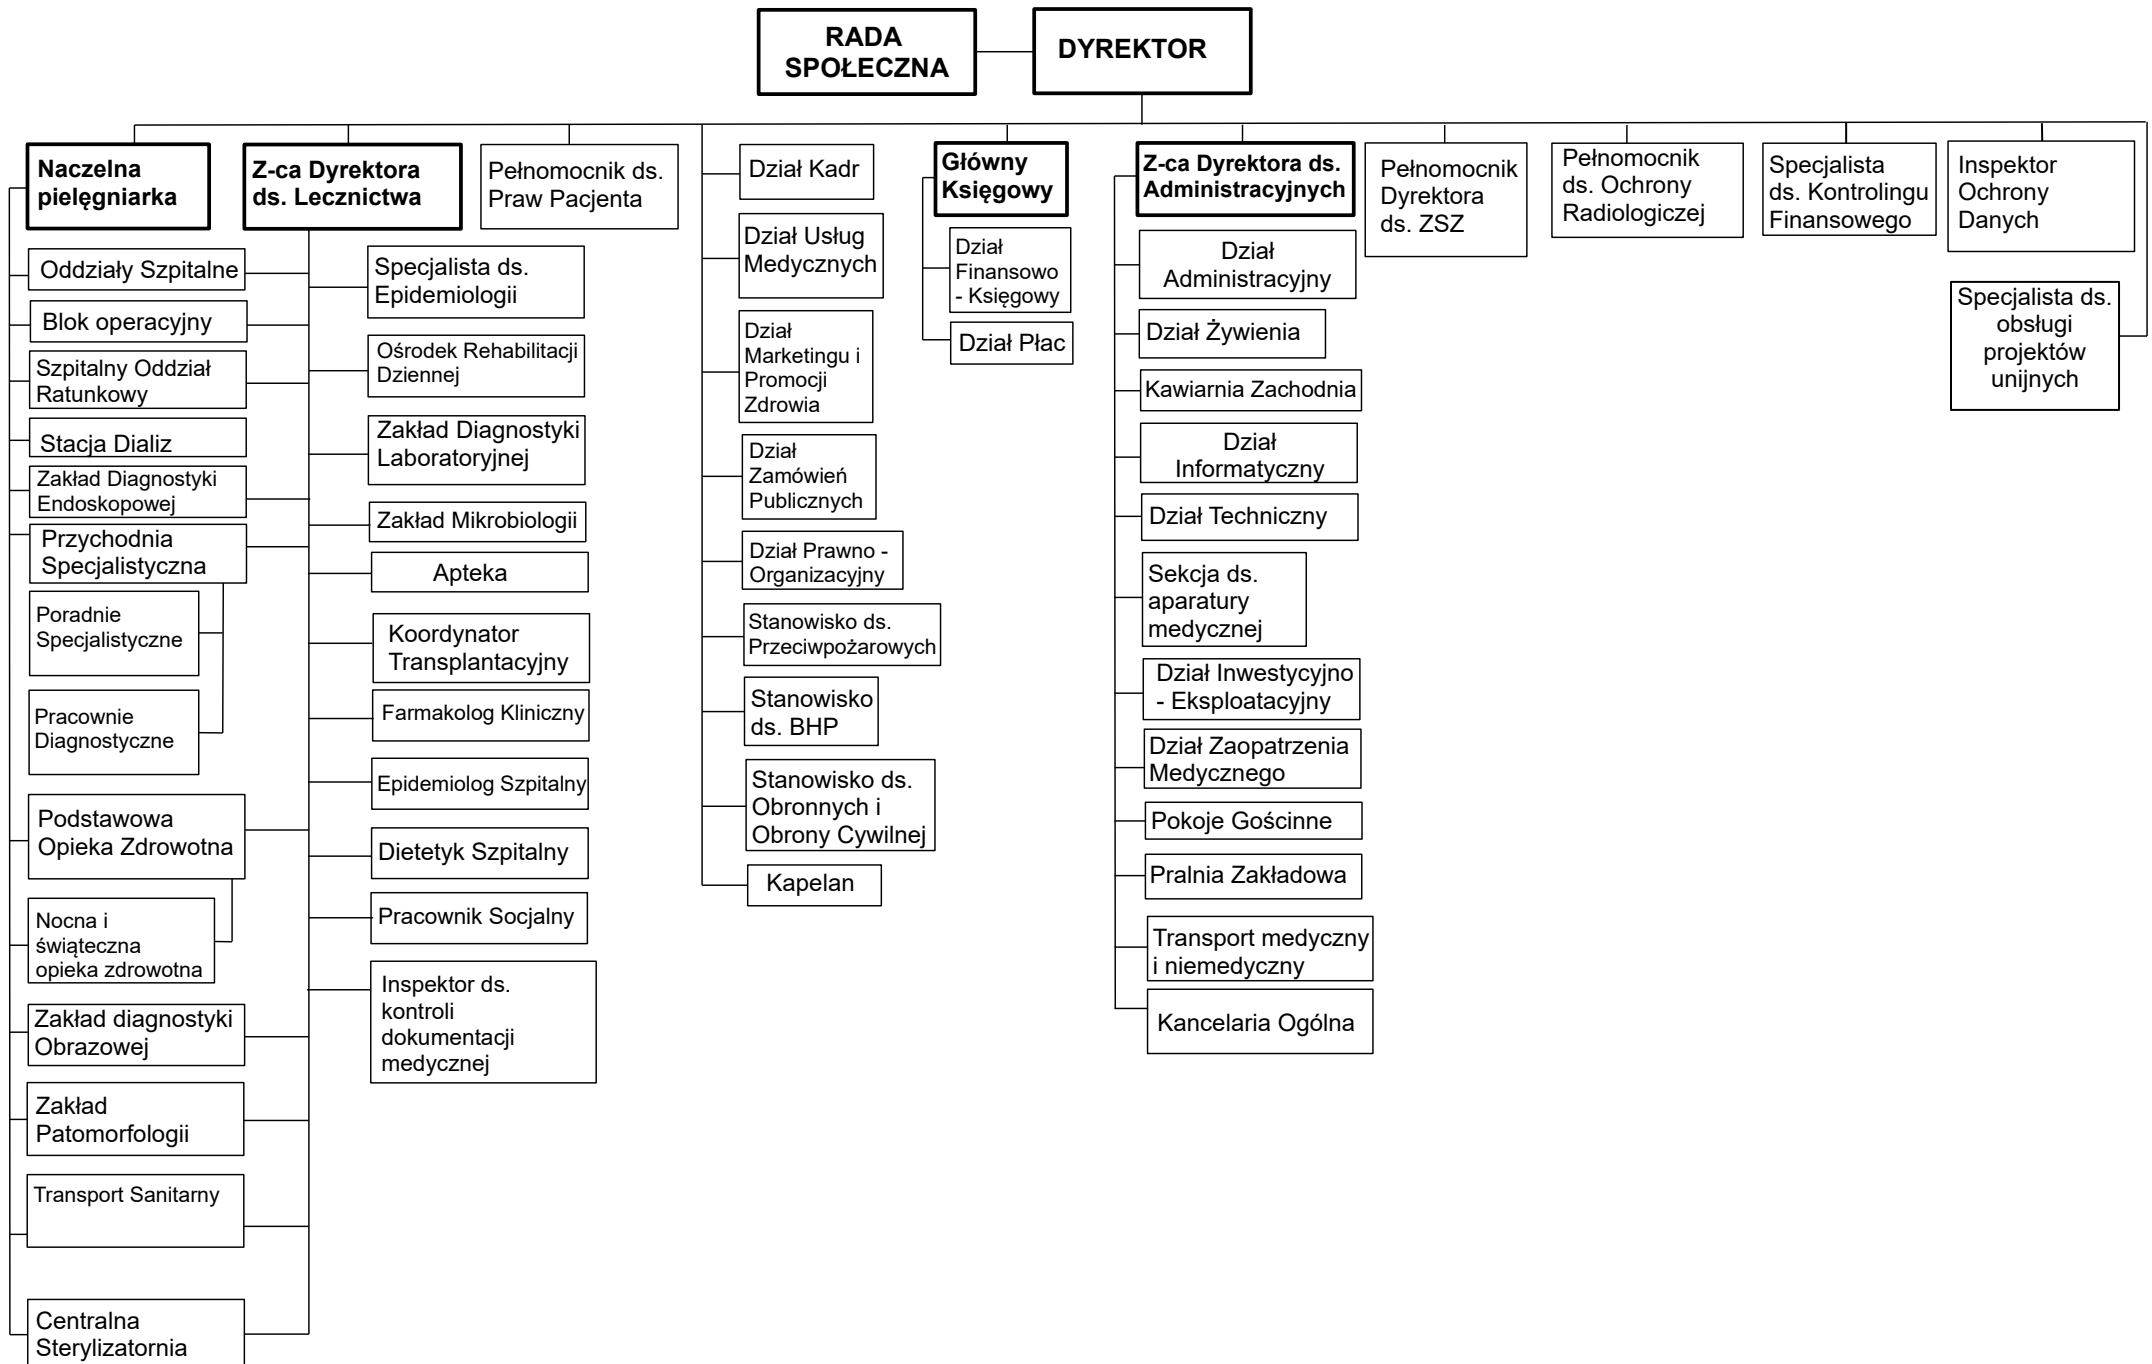 RADA
SPOŁECZNA
DYREKTOR
Naczelna
pielęgniarka
Z-ca Dyrektora
ds. Lecznictwa
Pełnomocnik ds.
Praw Pacjenta
Dział Kadr
Główny
Księgowy
Z-ca Dyrektora ds.
Administracyjnych
Pełnomocnik
Dyrektora
ds. ZSZ
Pełnomocnik
ds. Ochrony
Radiologiczej
Specjalista
ds. Kontrolingu
Finansowego
Inspektor
Ochrony
Danych
Specjalista ds.
obsługi
projektów
unijnych
Oddziały Szpitalne
Blok operacyjny
Szpitalny Oddział
Ratunkowy
Stacja Dializ
Zakład Diagnostyki
Endoskopowej
Przychodnia
Specjalistyczna
Poradnie
Specjalistyczne
Pracownie
Diagnostyczne
Podstawowa
Opieka Zdrowotna
Nocna i
świąteczna
opieka zdrowotna
Zakład diagnostyki
Obrazowej
Zakład
Patomorfologii
Transport Sanitarny
Centralna
Sterylizatornia
Specjalista ds.
Epidemiologii
Ośrodek Rehabilitacji
Dziennej
Zakład Diagnostyki
Laboratoryjnej
Zakład Mikrobiologii
Apteka
Koordynator
Transplantacyjny
Farmakolog Kliniczny
Epidemiolog Szpitalny
Dietetyk Szpitalny
Pracownik Socjalny
Inspektor ds.
kontroli
dokumentacji
medycznej
Dział Usług
Medycznych
Dział
Marketingu i
Promocji
Zdrowia
Dział
Zamówień
Publicznych
Dział Prawno -
Organizacyjny
Stanowisko ds.
Przeciwpożarowych
Stanowisko
ds. BHP
Stanowisko ds.
Obronnych i
Obrony Cywilnej
Kapelan
Dział
Finansowo
- Księgowy
Dział Płac
Dział
Administracyjny
Dział Żywienia
Kawiarnia Zachodnia
Dział
Informatyczny
Dział Techniczny
Sekcja ds.
aparatury
medycznej
Dział Inwestycyjno
- Eksploatacyjny
Dział Zaopatrzenia
Medycznego
Pokoje Gościnne
Pralnia Zakładowa
Transport medyczny
i niemedyczny
Kancelaria Ogólna